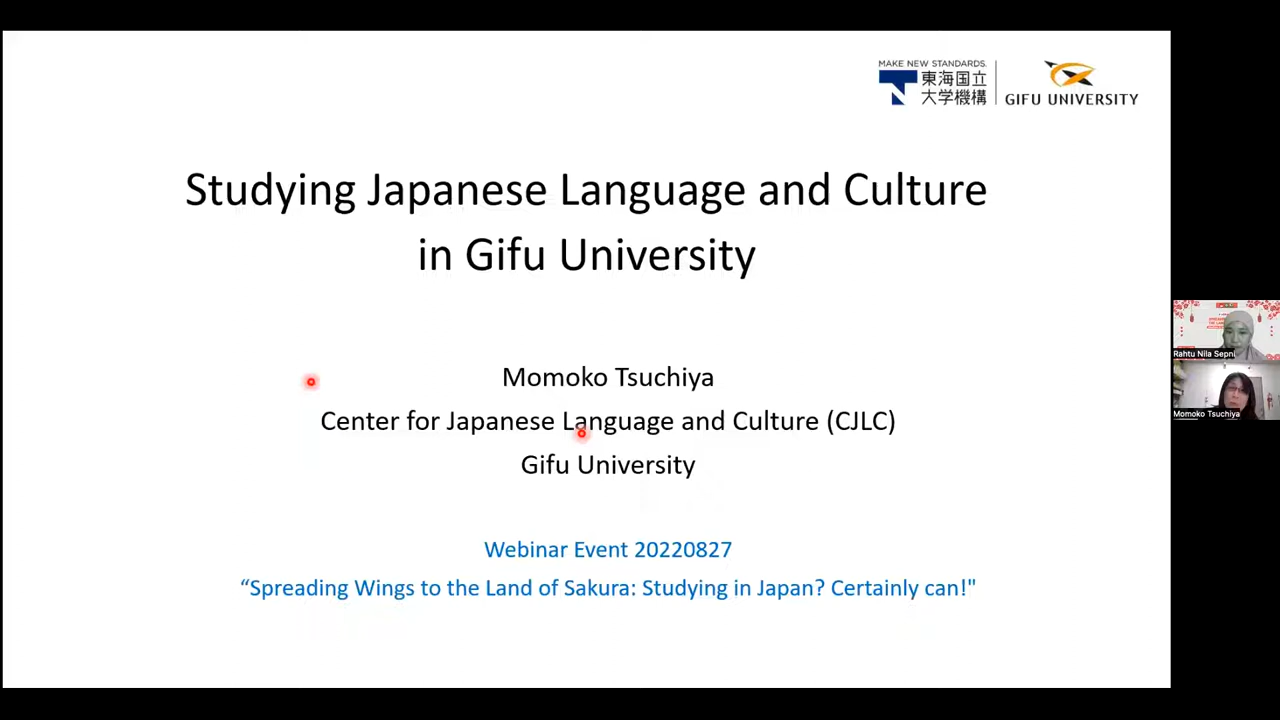 MAKE NEW STANDARDS.
東海国立
大学機構
GIFU UNIVERSITY
Studying Japanese Language and Culture
in Gifu University
Momoko Tsuchiya
Center for Japanese Language and Culture (CJLC)
Gifu University
Webinar Event 20220827
“Spreading Wings to the Land of Sakura: Studying in Japan? Certainly can!"
Rahtu Nila Sepni
Momoko Tsuchiya